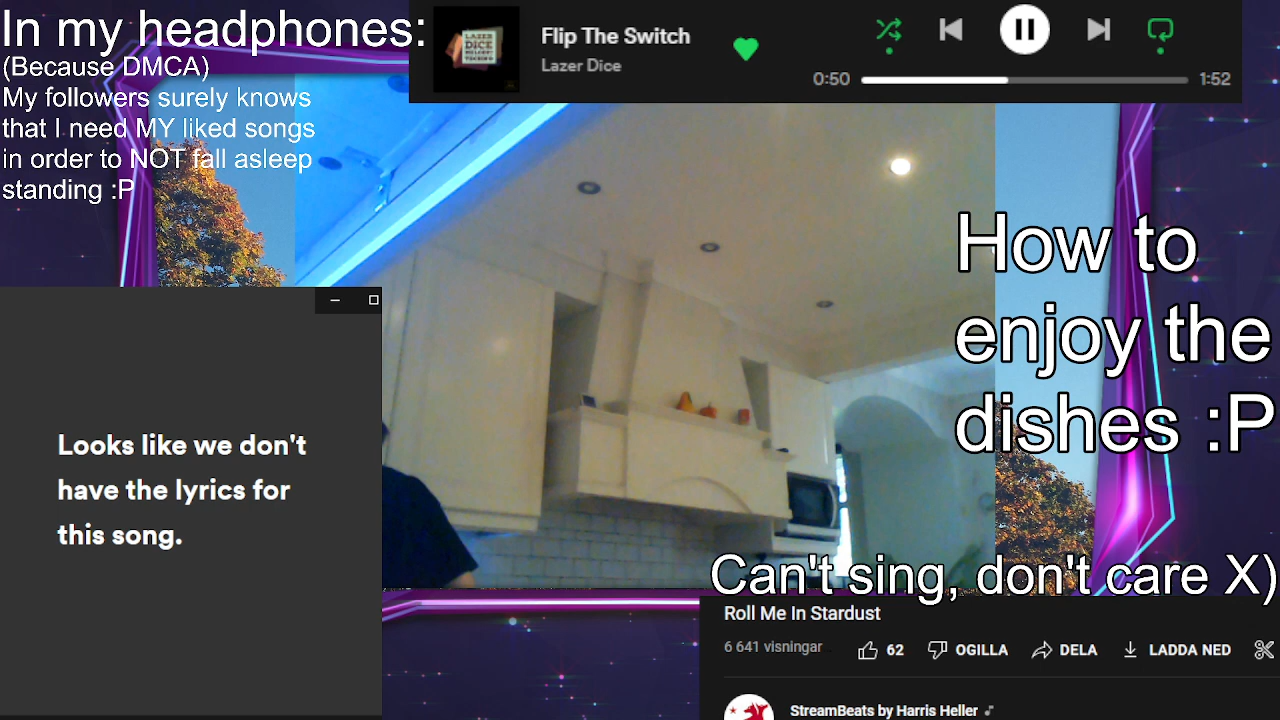 In my headphones:
(Because DMCA)
My followers surely knows
that I need MY liked songs
in order to NOT fall asleep
standing :P
LAZER
DICE
Flip The Switch
Lazer Dice
0:50
1:52
How to
enjoy the
dishes :P
Looks like we don't
have the lyrics for
this song.
Can't sing, don't care X)
Roll Me In Stardust
6 641 visningar
62
OGILLA
DELA
LADDA NED
StreamBeats by Harris Heller